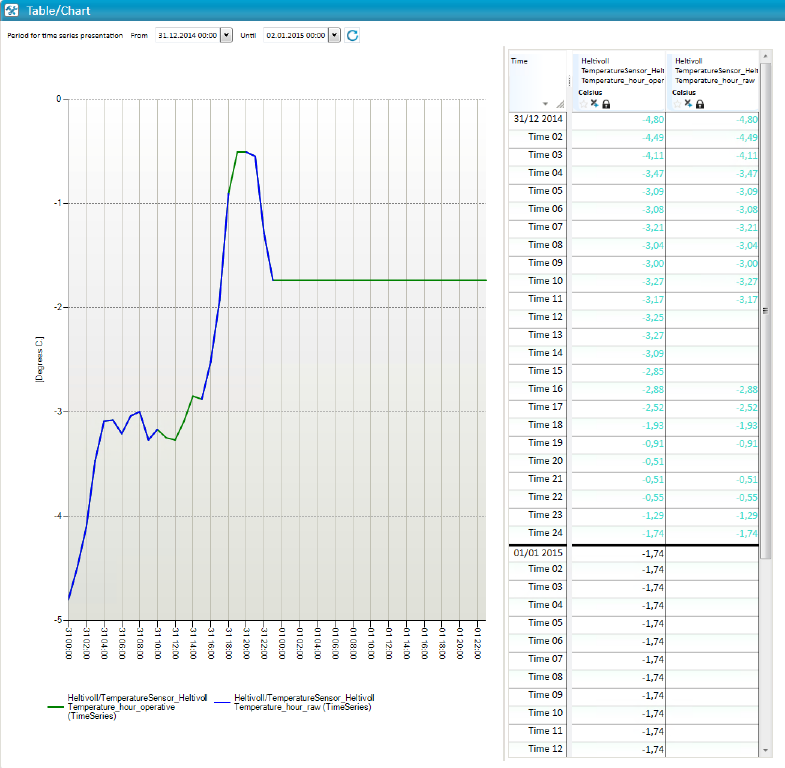 Table/Chart
Period for time series presentation From 31.12.2014 00:00 Until 02.01.2015 00:00
0
-1
-2
-3
-4
-5
[Degrees C.]
31 00:00
31 02:00
31 04:00
31 06:00
31 08:00
31 10:00
31 12:00
31 14:00
31 16:00
31 18:00
31 20:00
31 22:00
01 00:00
01 02:00
01 04:00
01 06:00
01 08:00
01 10:00
01 12:00
01 14:00
01 16:00
01 18:00
01 20:00
01 22:00
Heltivoll/TemperatureSensor_Heltivoll
Temperature_hour_operative
(TimeSeries)
Heltivoll/TemperatureSensor_Heltivoll
Temperature_hour_raw (TimeSeries)
Time Heltivoll Heltivoll
TemperatureSensor_Helt TemperatureSensor_Helt
Temperature_hour_oper Temperature_hour_raw
Celsius Celsius
31/12 2014 -4,80 -4,80
Time 02 -4,49 -4,49
Time 03 -4,11 -4,11
Time 04 -3,47 -3,47
Time 05 -3,09 -3,09
Time 06 -3,08 -3,08
Time 07 -3,21 -3,21
Time 08 -3,04 -3,04
Time 09 -3,00 -3,00
Time 10 -3,27 -3,27
Time 11 -3,17 -3,17
Time 12 -3,25
Time 13 -3,27
Time 14 -3,09
Time 15 -2,85
Time 16 -2,88 -2,88
Time 17 -2,52 -2,52
Time 18 -1,93 -1,93
Time 19 -0,91 -0,91
Time 20 -0,51
Time 21 -0,51 -0,51
Time 22 -0,55 -0,55
Time 23 -1,29 -1,29
Time 24 -1,74 -1,74
01/01 2015 -1,74
Time 02 -1,74
Time 03 -1,74
Time 04 -1,74
Time 05 -1,74
Time 06 -1,74
Time 07 -1,74
Time 08 -1,74
Time 09 -1,74
Time 10 -1,74
Time 11 -1,74
Time 12 -1,74